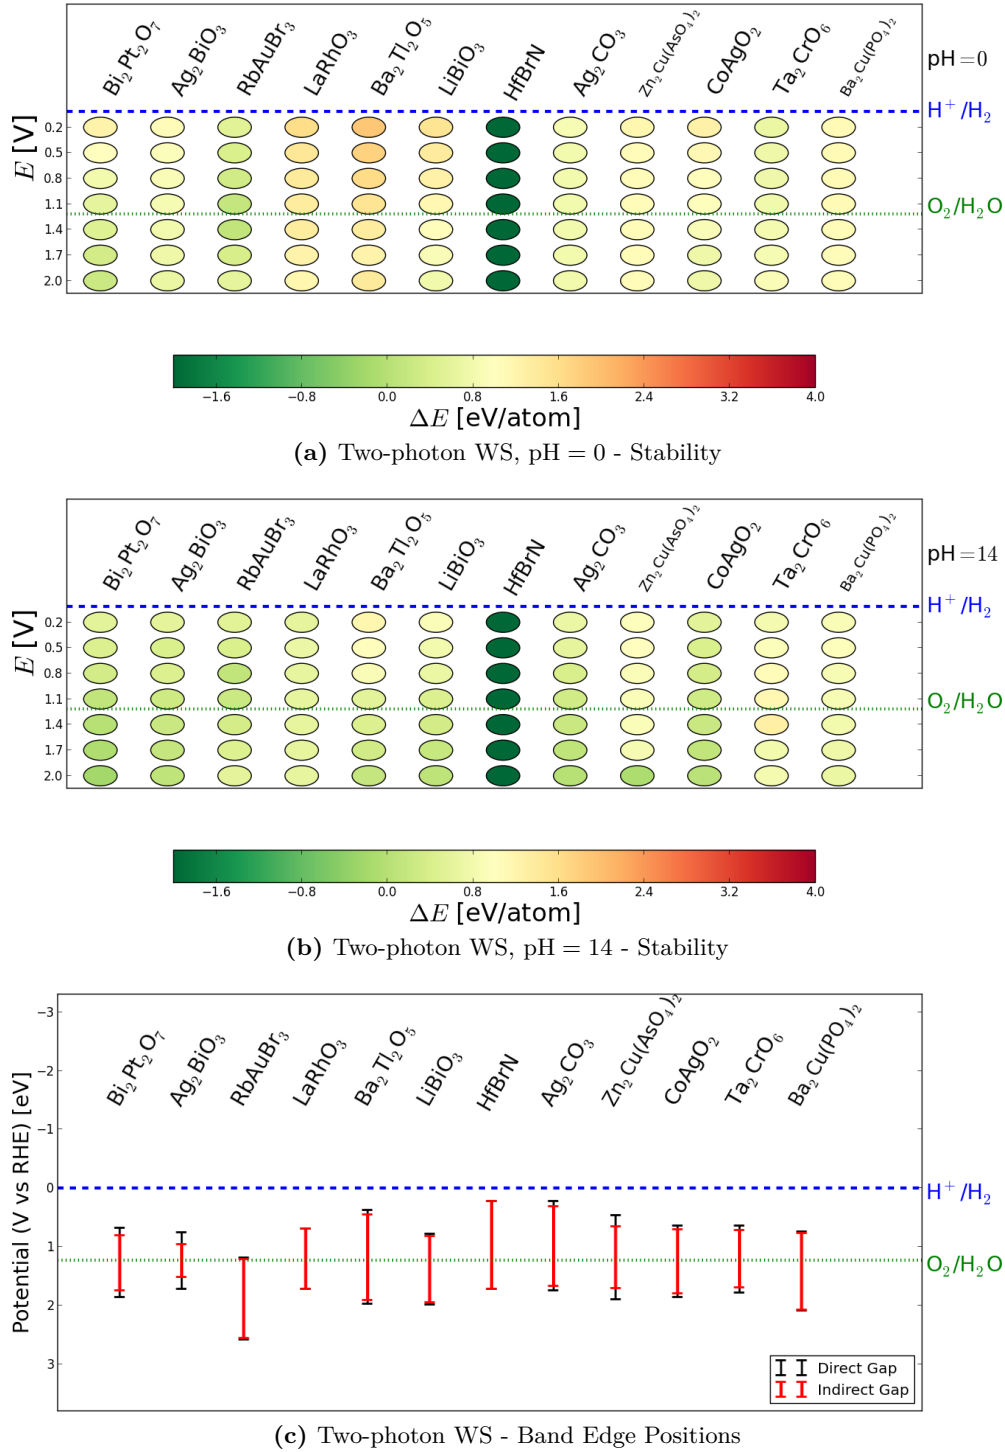 Bi₂Pt₂O₇ Ag₂BiO₃ RbAuBr₃ LaRhO₃ Ba₂Tl₂O₅ LiBiO₃ HfBrN Ag₂CO₃ Zn₂Cu(AsO₄)₂ CoAgO₂ Ta₂CrO₆ Ba₂Cu(PO₄)₂
pH=0
H⁺/H₂
E [V]
0.2
0.5
0.8
1.1
O₂/H₂O
1.4
1.7
2.0
−1.6 −0.8 0.0 0.8 1.6 2.4 3.2 4.0
ΔE [eV/atom]
(a) Two-photon WS, pH = 0 - Stability
Bi₂Pt₂O₇ Ag₂BiO₃ RbAuBr₃ LaRhO₃ Ba₂Tl₂O₅ LiBiO₃ HfBrN Ag₂CO₃ Zn₂Cu(AsO₄)₂ CoAgO₂ Ta₂CrO₆ Ba₂Cu(PO₄)₂
pH=14
H⁺/H₂
E [V]
0.2
0.5
0.8
1.1
O₂/H₂O
1.4
1.7
2.0
−1.6 −0.8 0.0 0.8 1.6 2.4 3.2 4.0
ΔE [eV/atom]
(b) Two-photon WS, pH = 14 - Stability
Potential (V vs RHE) [eV]
−3
Bi₂Pt₂O₇ Ag₂BiO₃ RbAuBr₃ LaRhO₃ Ba₂Tl₂O₅ LiBiO₃ HfBrN Ag₂CO₃ Zn₂Cu(AsO₄)₂ CoAgO₂ Ta₂CrO₆ Ba₂Cu(PO₄)₂
−2
−1
0
H⁺/H₂
1
O₂/H₂O
2
3
Direct Gap
Indirect Gap
(c) Two-photon WS - Band Edge Positions